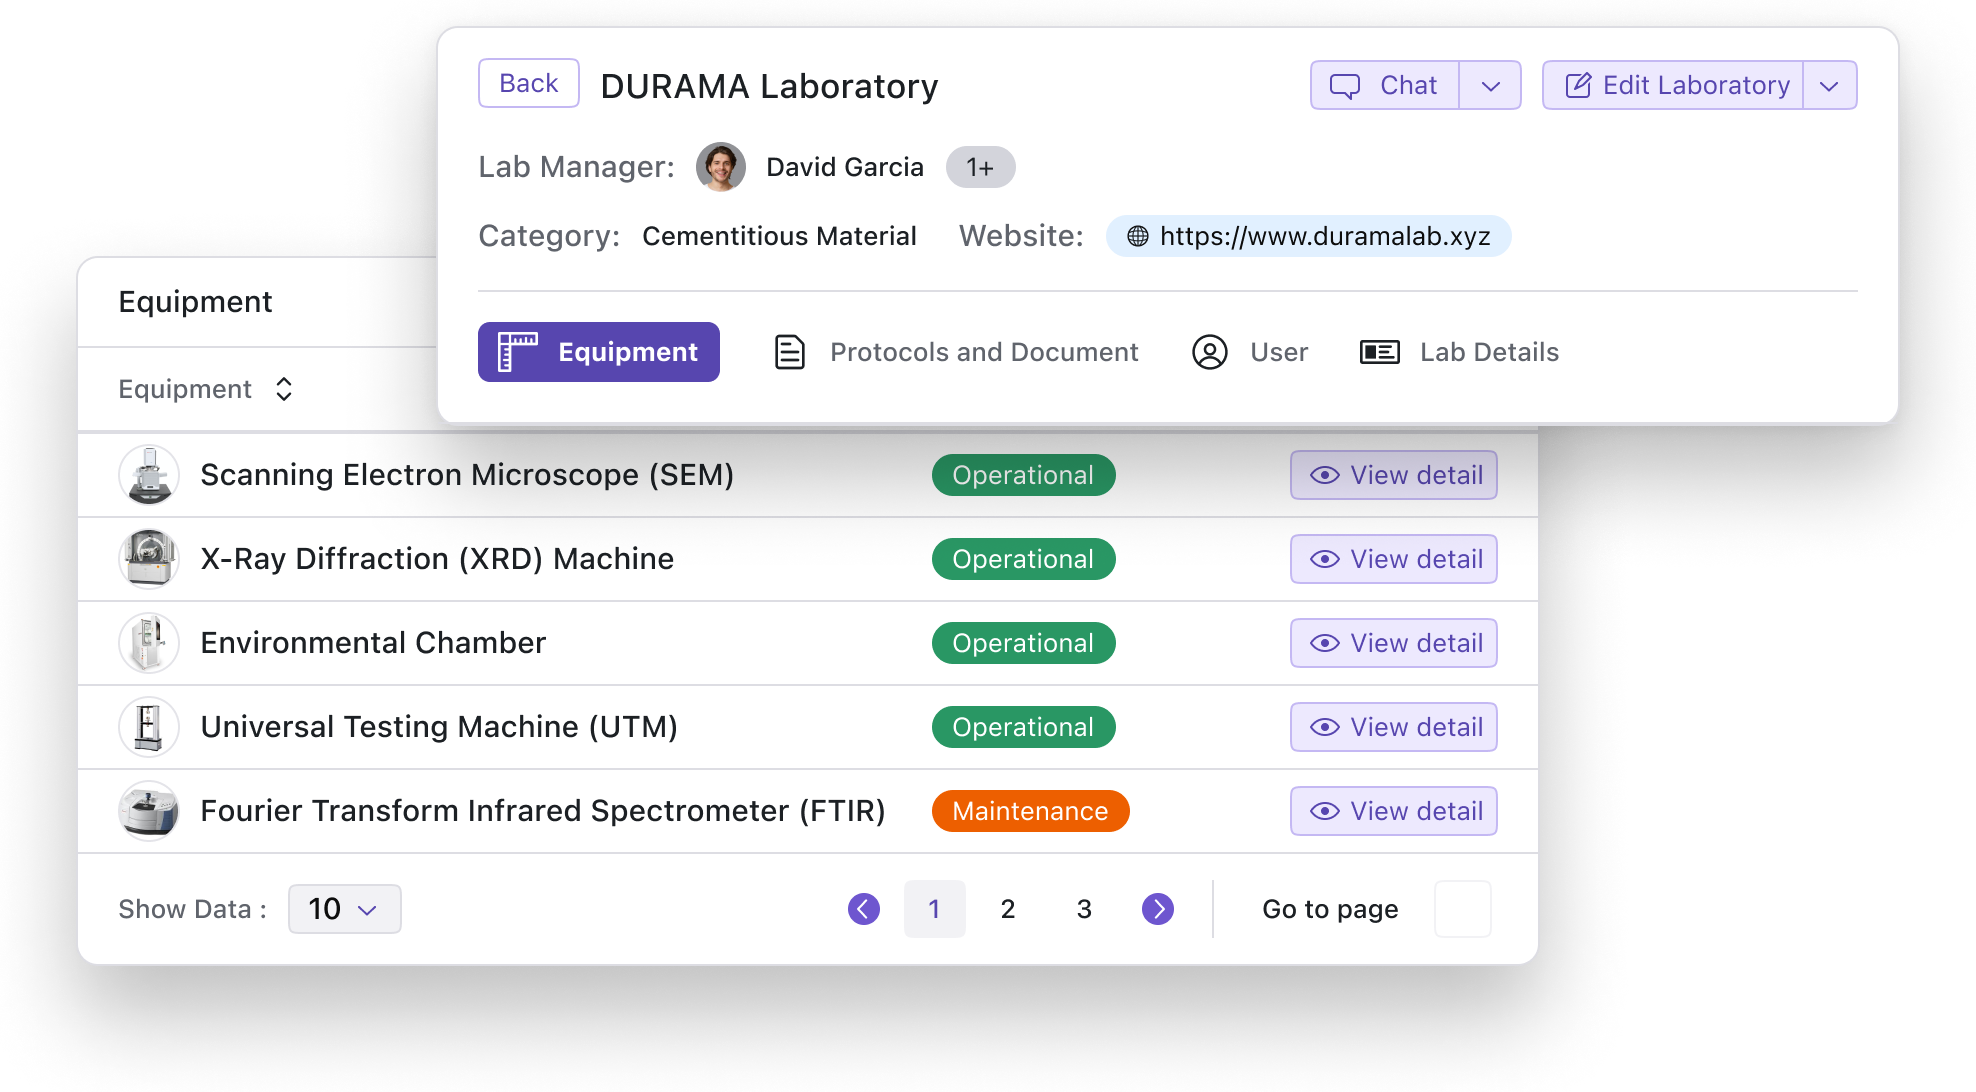 Back DURAMA Laboratory Chat Edit Laboratory
Lab Manager: David Garcia 1+
Category: Cementitious Material Website: https://www.duramalab.xyz
Equipment Protocols and Document User Lab Details
Equipment
Equipment
Scanning Electron Microscope (SEM) Operational View detail
X-Ray Diffraction (XRD) Machine Operational View detail
Environmental Chamber Operational View detail
Universal Testing Machine (UTM) Operational View detail
Fourier Transform Infrared Spectrometer (FTIR) Maintenance View detail
Show Data : 10 1 2 3 Go to page